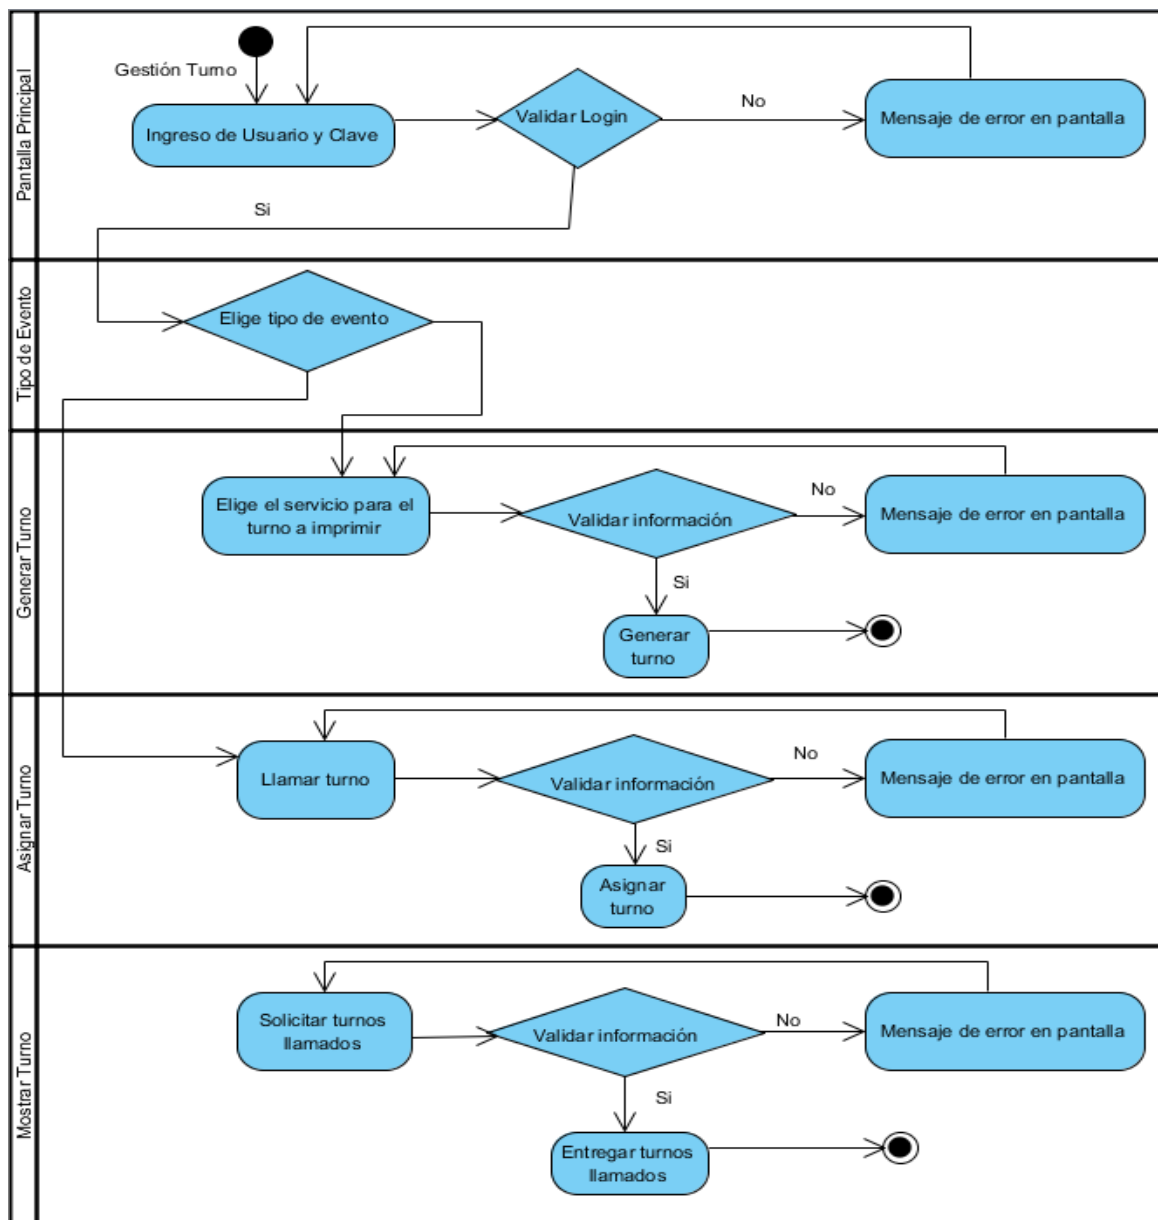 Pantalla Principal
Gestión Turno
Ingreso de Usuario y Clave
Validar Login
No
Mensaje de error en pantalla
Si
Tipo de Evento
Elige tipo de evento
Generar Turno
Elige el servicio para el
turno a imprimir
Validar información
No
Mensaje de error en pantalla
Si
Generar
turno
Asignar Turno
Llamar turno
Validar información
No
Mensaje de error en pantalla
Si
Asignar
turno
Mostrar Turno
Solicitar turnos
llamados
Validar información
No
Mensaje de error en pantalla
Si
Entregar turnos
llamados